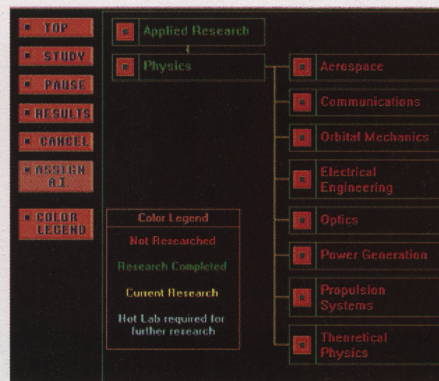 TOP
STUDY
PAUSE
RESULTS
CANCEL
ASSIGN
A.I.
COLOR
LEGEND
Applied Research
Physics
Aerospace
Communications
Orbital Mechanics
Electrical
Engineering
Optics
Power Generation
Propulsion
Systems
Theoretical
Physics
Color Legend
Not Researched
Research Completed
Current Research
Hot Lab required for
further research